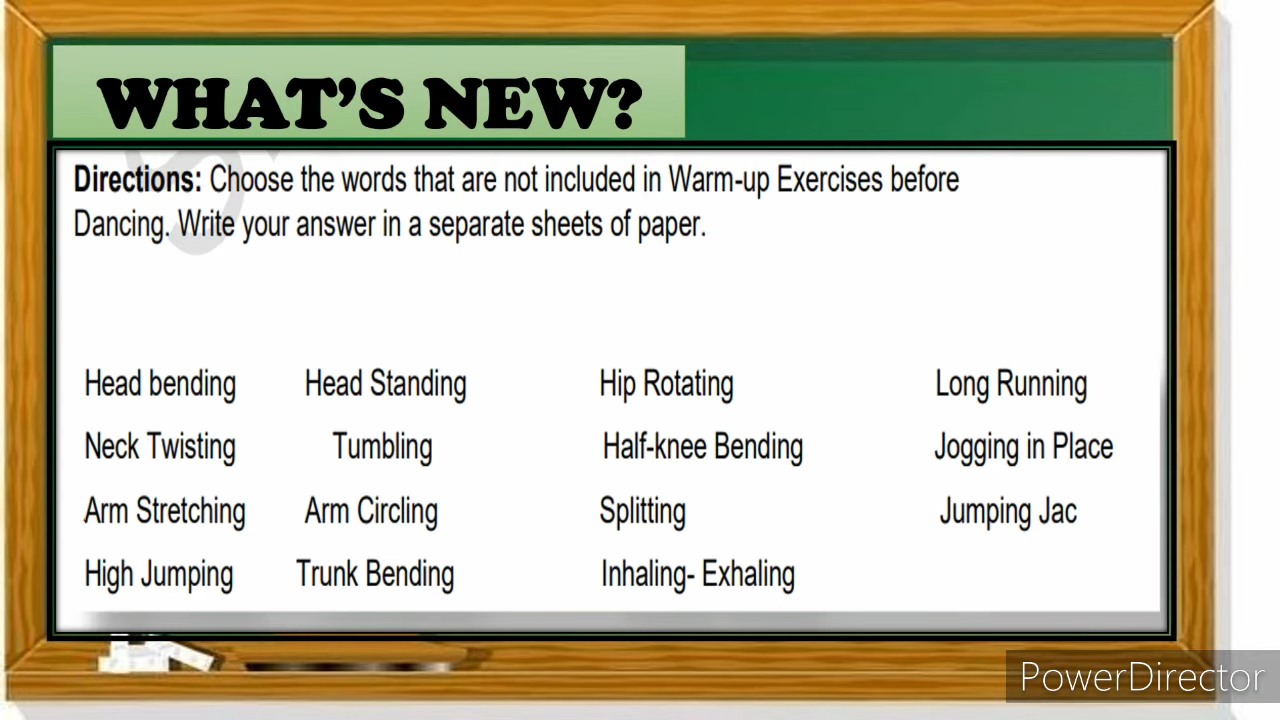 WHAT'S NEW?
Directions: Choose the words that are not included in Warm-up Exercises before
Dancing. Write your answer in a separate sheets of paper.
Head bending Head Standing Hip Rotating Long Running
Neck Twisting Tumbling Half-knee Bending Jogging in Place
Arm Stretching Arm Circling Splitting Jumping Jac
High Jumping Trunk Bending Inhaling- Exhaling
PowerDirector